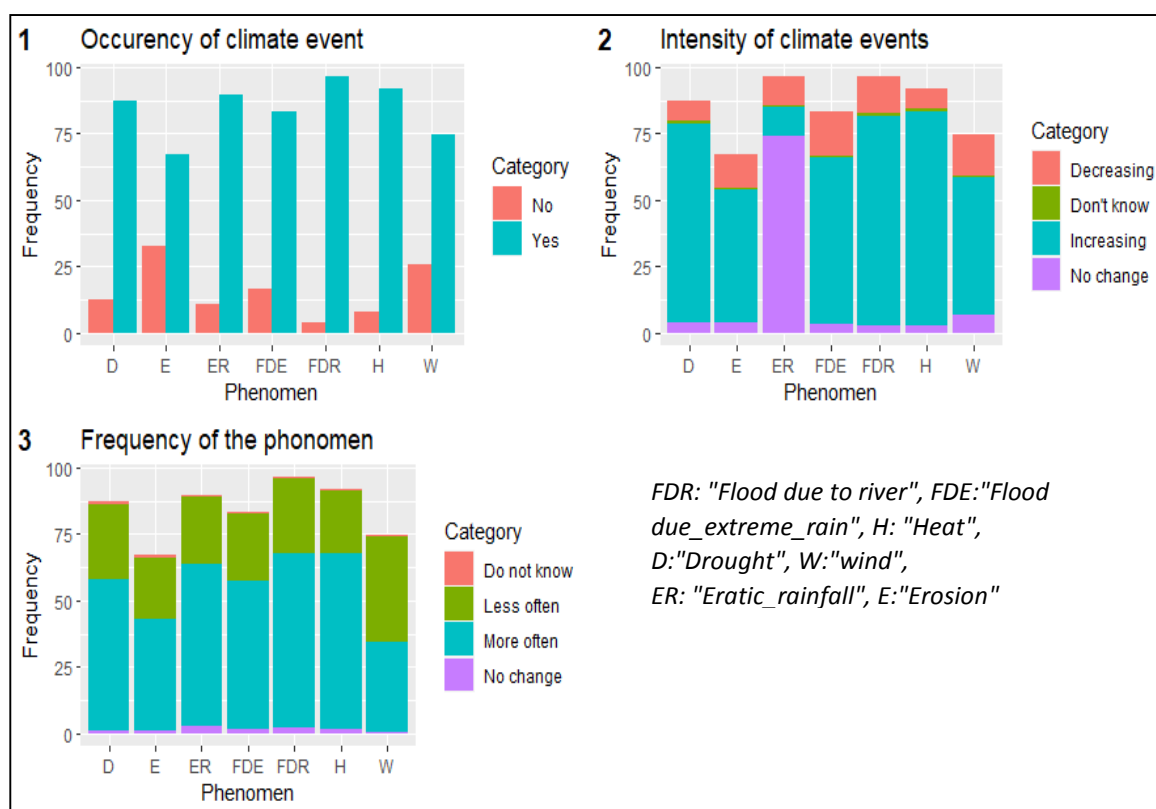 1 Occurency of climate event
100
75
50
25
0
Frequency
D E ER FDE FDR H W
Phenomen
Category
No
Yes
2 Intensity of climate events
100
75
50
25
0
Frequency
D E ER FDE FDR H W
Phenomen
Category
Decreasing
Don't know
Increasing
No change
3 Frequency of the phonomen
100
75
50
25
0
Frequency
D E ER FDE FDR H W
Phenomen
Category
Do not know
Less often
More often
No change
FDR: "Flood due to river", FDE:"Flood
due_extreme_rain", H: "Heat",
D:"Drought", W:"wind",
ER: "Eratic_rainfall", E:"Erosion"